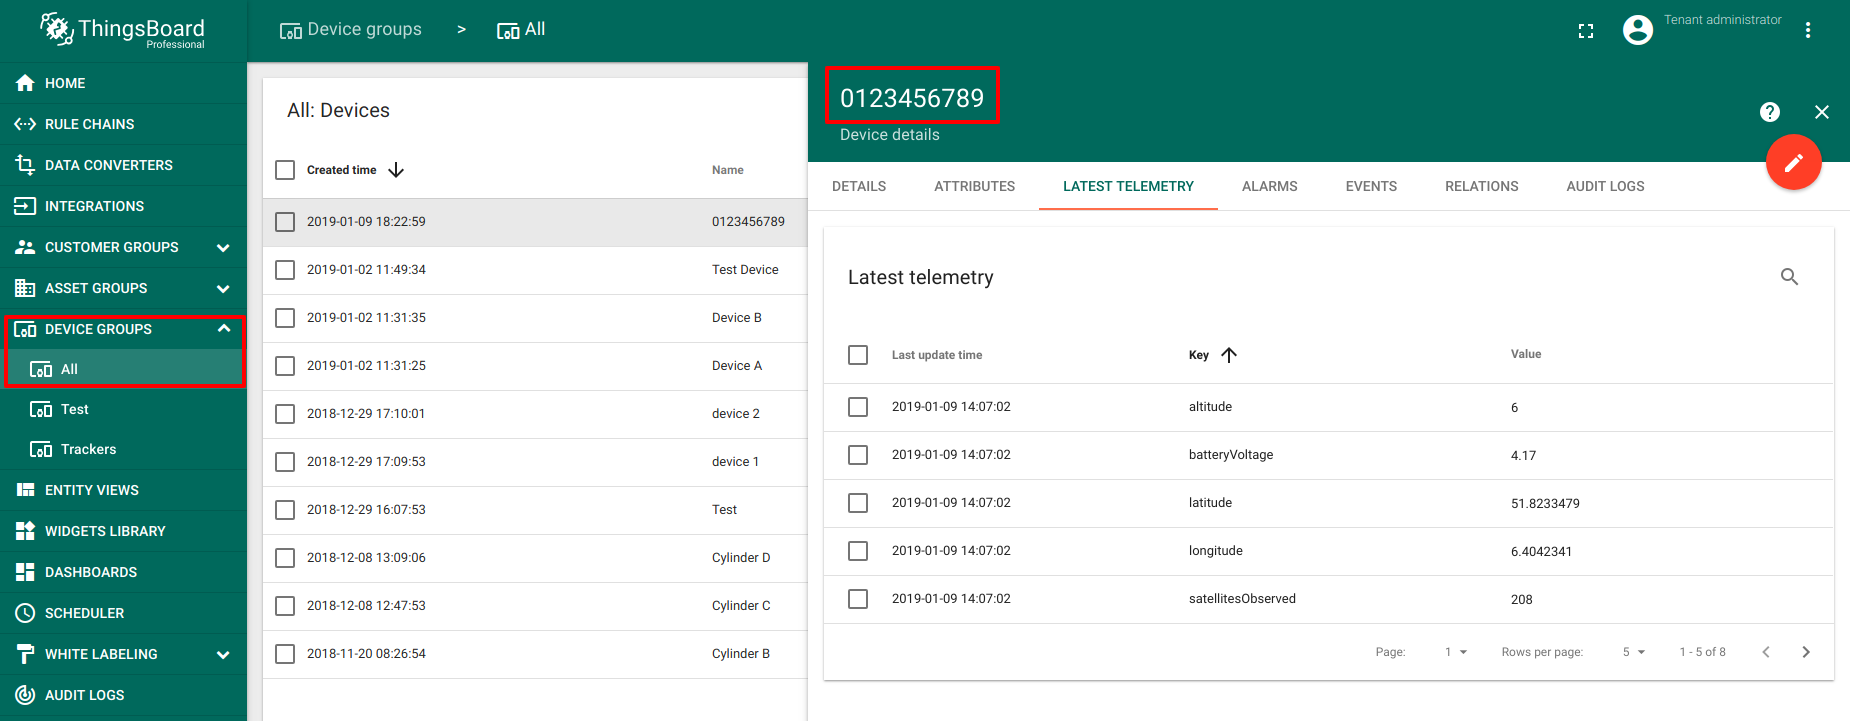 ThingsBoard
Professional
Device groups > All
Tenant administrator
HOME
RULE CHAINS
DATA CONVERTERS
INTEGRATIONS
CUSTOMER GROUPS
ASSET GROUPS
DEVICE GROUPS
All
Test
Trackers
ENTITY VIEWS
WIDGETS LIBRARY
DASHBOARDS
SCHEDULER
WHITE LABELING
AUDIT LOGS
All: Devices
Created time Name
2019-01-09 18:22:59 0123456789
2019-01-02 11:49:34 Test Device
2019-01-02 11:31:35 Device B
2019-01-02 11:31:25 Device A
2018-12-29 17:10:01 device 2
2018-12-29 17:09:53 device 1
2018-12-29 16:07:53 Test
2018-12-08 13:09:06 Cylinder D
2018-12-08 12:47:53 Cylinder C
2018-11-20 08:26:54 Cylinder B
0123456789
Device details
DETAILS ATTRIBUTES LATEST TELEMETRY ALARMS EVENTS RELATIONS AUDIT LOGS
Latest telemetry
Last update time Key Value
2019-01-09 14:07:02 altitude 6
2019-01-09 14:07:02 batteryVoltage 4.17
2019-01-09 14:07:02 latitude 51.8233479
2019-01-09 14:07:02 longitude 6.4042341
2019-01-09 14:07:02 satellitesObserved 208
Page: 1 Rows per page: 5 1 - 5 of 8